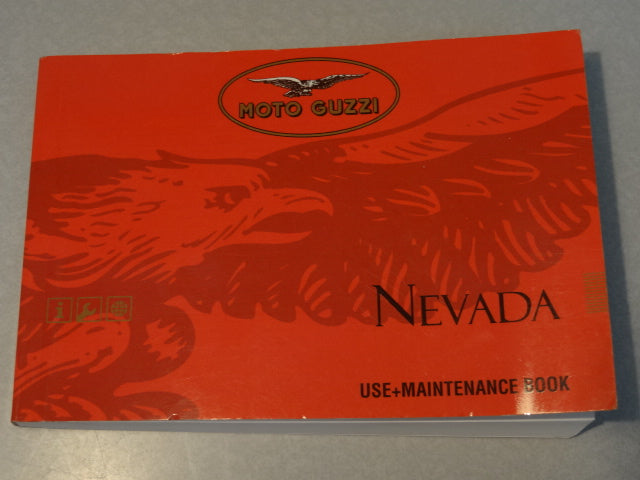 MOTO GUZZI
NEVADA
USE+MAINTENANCE BOOK